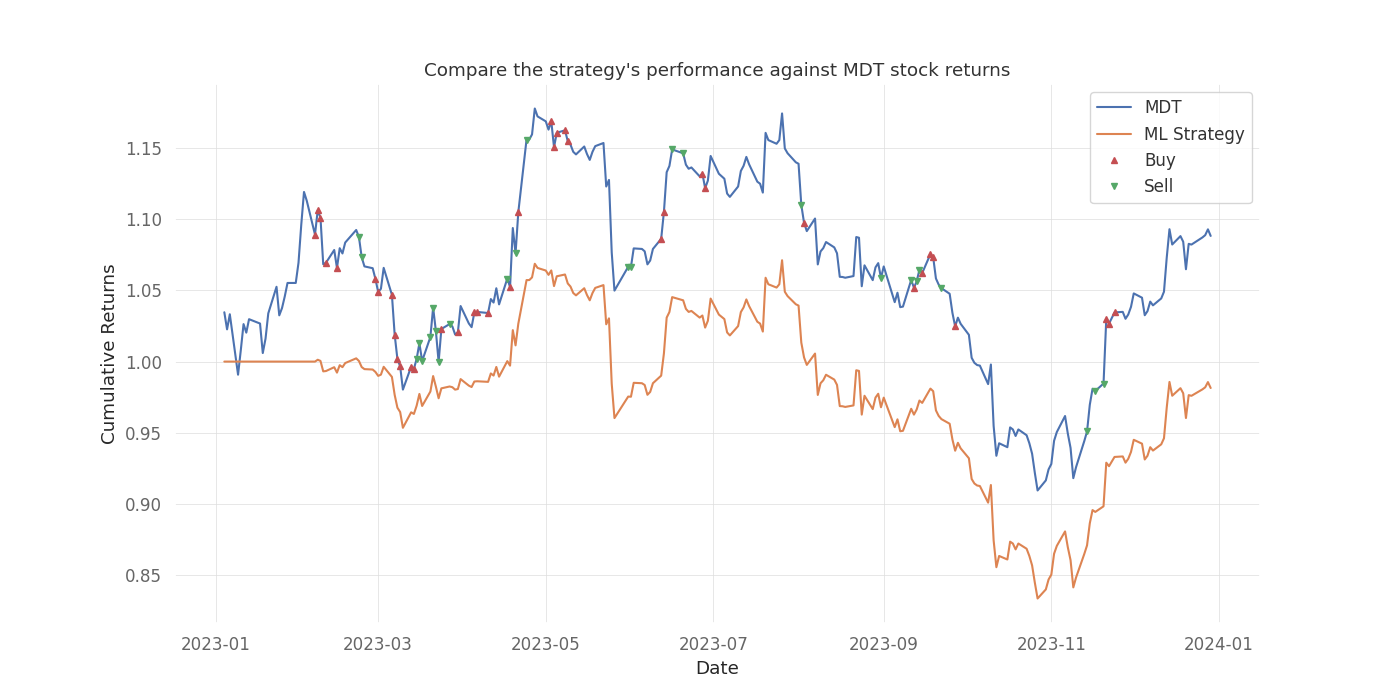 Compare the strategy's performance against MDT stock returns
MDT
ML Strategy
Buy
Sell
Cumulative Returns
1.15
1.10
1.05
1.00
0.95
0.90
0.85
2023-01
2023-03
2023-05
2023-07
2023-09
2023-11
2024-01
Date